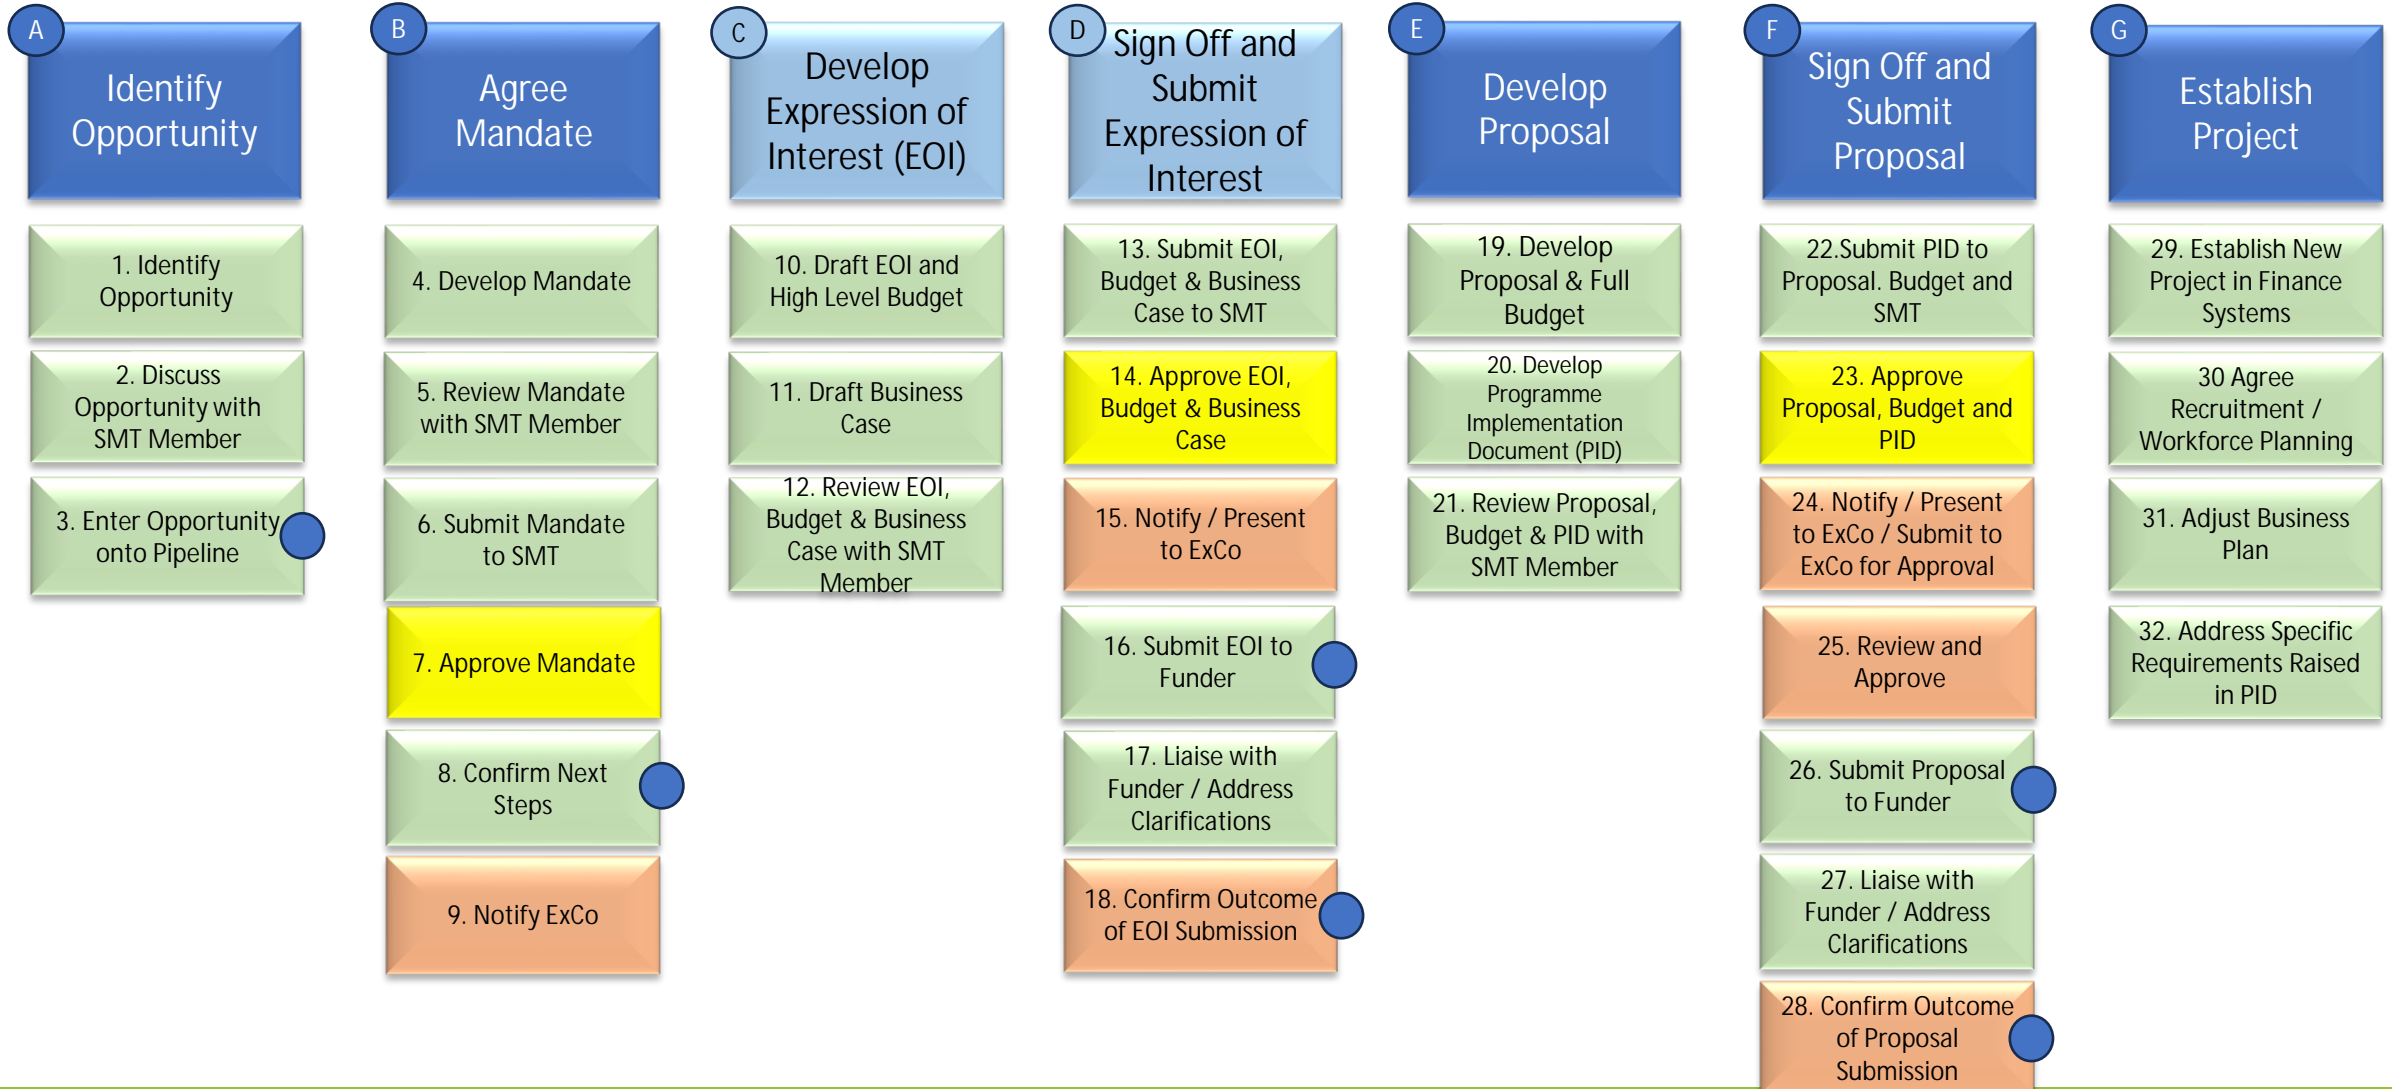 A
Identify
Opportunity
1. Identify
Opportunity
2. Discuss
Opportunity with
SMT Member
3. Enter Opportunity
onto Pipeline
B
Agree
Mandate
4. Develop Mandate
5. Review Mandate
with SMT Member
6. Submit Mandate
to SMT
7. Approve Mandate
8. Confirm Next
Steps
9. Notify ExCo
C
Develop
Expression of
Interest (EOI)
10. Draft EOI and
High Level Budget
11. Draft Business
Case
12. Review EOI,
Budget & Business
Case with SMT
Member
D
Sign Off and
Submit
Expression of
Interest
13. Submit EOI,
Budget & Business
Case to SMT
14. Approve EOI,
Budget & Business
Case
15. Notify / Present
to ExCo
16. Submit EOI to
Funder
17. Liaise with
Funder / Address
Clarifications
18. Confirm Outcome
of EOI Submission
E
Develop
Proposal
19. Develop
Proposal & Full
Budget
20. Develop
Programme
Implementation
Document (PID)
21. Review Proposal,
Budget & PID with
SMT Member
F
Sign Off and
Submit
Proposal
22.Submit PID to
Proposal. Budget and
SMT
23. Approve
Proposal, Budget and
PID
24. Notify / Present
to ExCo / Submit to
ExCo for Approval
25. Review and
Approve
26. Submit Proposal
to Funder
27. Liaise with
Funder / Address
Clarifications
28. Confirm Outcome
of Proposal
Submission
G
Establish
Project
29. Establish New
Project in Finance
Systems
30 Agree
Recruitment /
Workforce Planning
31. Adjust Business
Plan
32. Address Specific
Requirements Raised
in PID